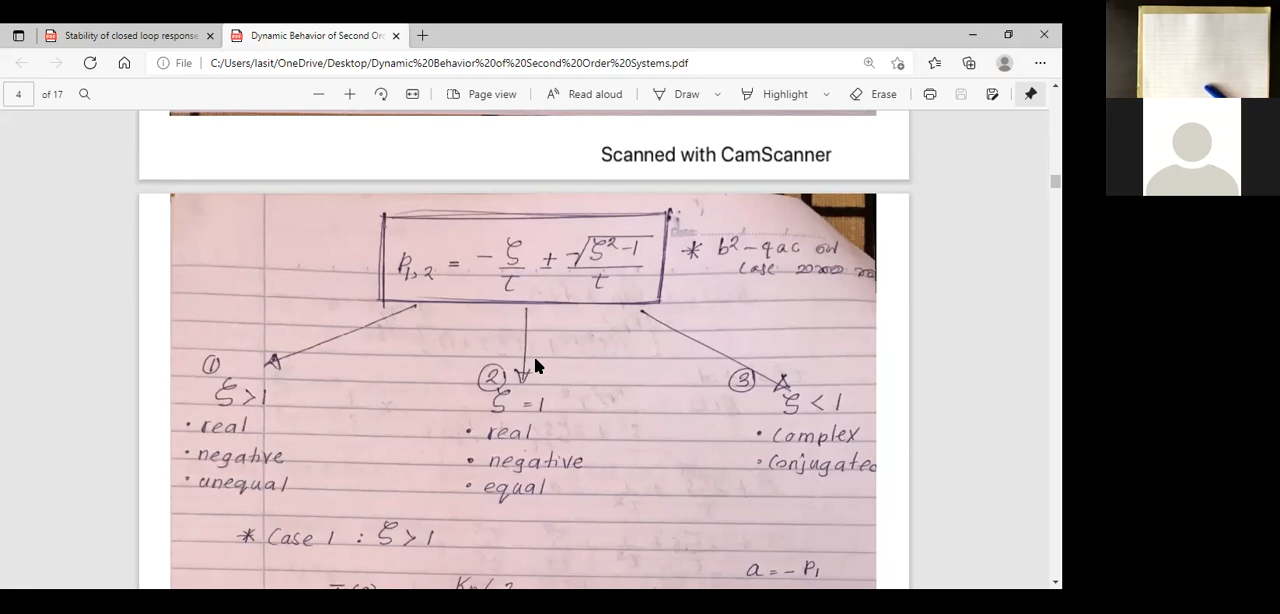 Stability of closed loop response
Dynamic Behavior of Second Or
File
C:/Users/lasit/OneDrive/Desktop/Dynamic%20Behavior%20of%20Second%20Order%20Systems.pdf
4 of 17
Page view
Read aloud
Draw
Highlight
Erase
Scanned with CamScanner
P1,2 = - ζ/τ ± √ζ²-1/τ
* b²-4ac
case
①
ζ > 1
• real
• negative
• unequal
②
ζ = 1
• real
• negative
• equal
③
ζ < 1
• Complex
• Conjugated
* Case 1 : ζ > 1
a = - P1